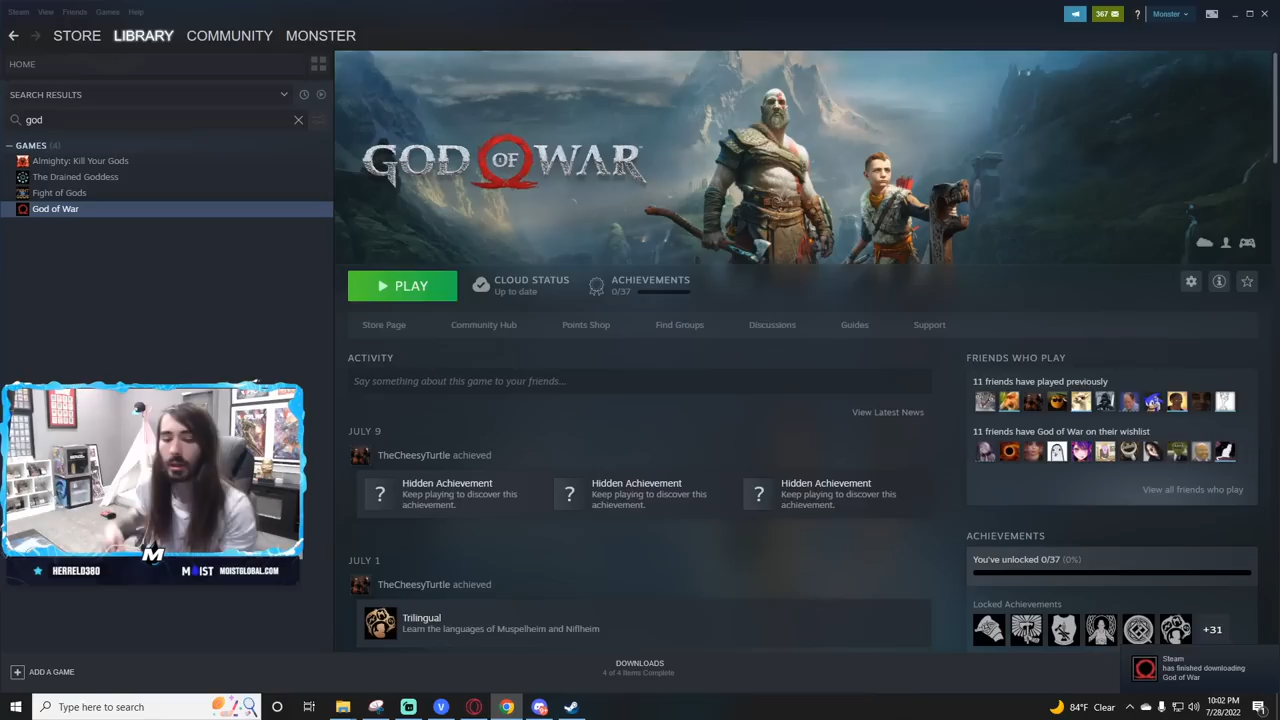 Steam View Friends Games Help
367 ? Monster
STORE LIBRARY COMMUNITY MONSTER
HOME
SEARCH RESULTS
god
GAMES (4)
Almighty: Kill Your Gods
The Drained Goddess
Fight of Gods
God of War
GOD OF WAR
PLAY
CLOUD STATUS
Up to date
ACHIEVEMENTS
0/37
Store Page Community Hub Points Shop Find Groups Discussions Guides Support
ACTIVITY
Say something about this game to your friends...
View Latest News
JULY 9
TheCheesyTurtle achieved
? Hidden Achievement
Keep playing to discover this
achievement.
? Hidden Achievement
Keep playing to discover this
achievement.
? Hidden Achievement
Keep playing to discover this
achievement.
JULY 1
TheCheesyTurtle achieved
Trilingual
Learn the languages of Muspelheim and Niflheim
FRIENDS WHO PLAY
11 friends have played previously
11 friends have God of War on their wishlist
View all friends who play
ACHIEVEMENTS
You've unlocked 0/37 (0%)
Locked Achievements
+31
M
HERRELD380
MOIST MOISTGLOBAL.COM
ADD A GAME
DOWNLOADS
4 of 4 Items Complete
Steam
has finished downloading
God of War
Type here to search
84°F Clear
10:02 PM
7/28/2022